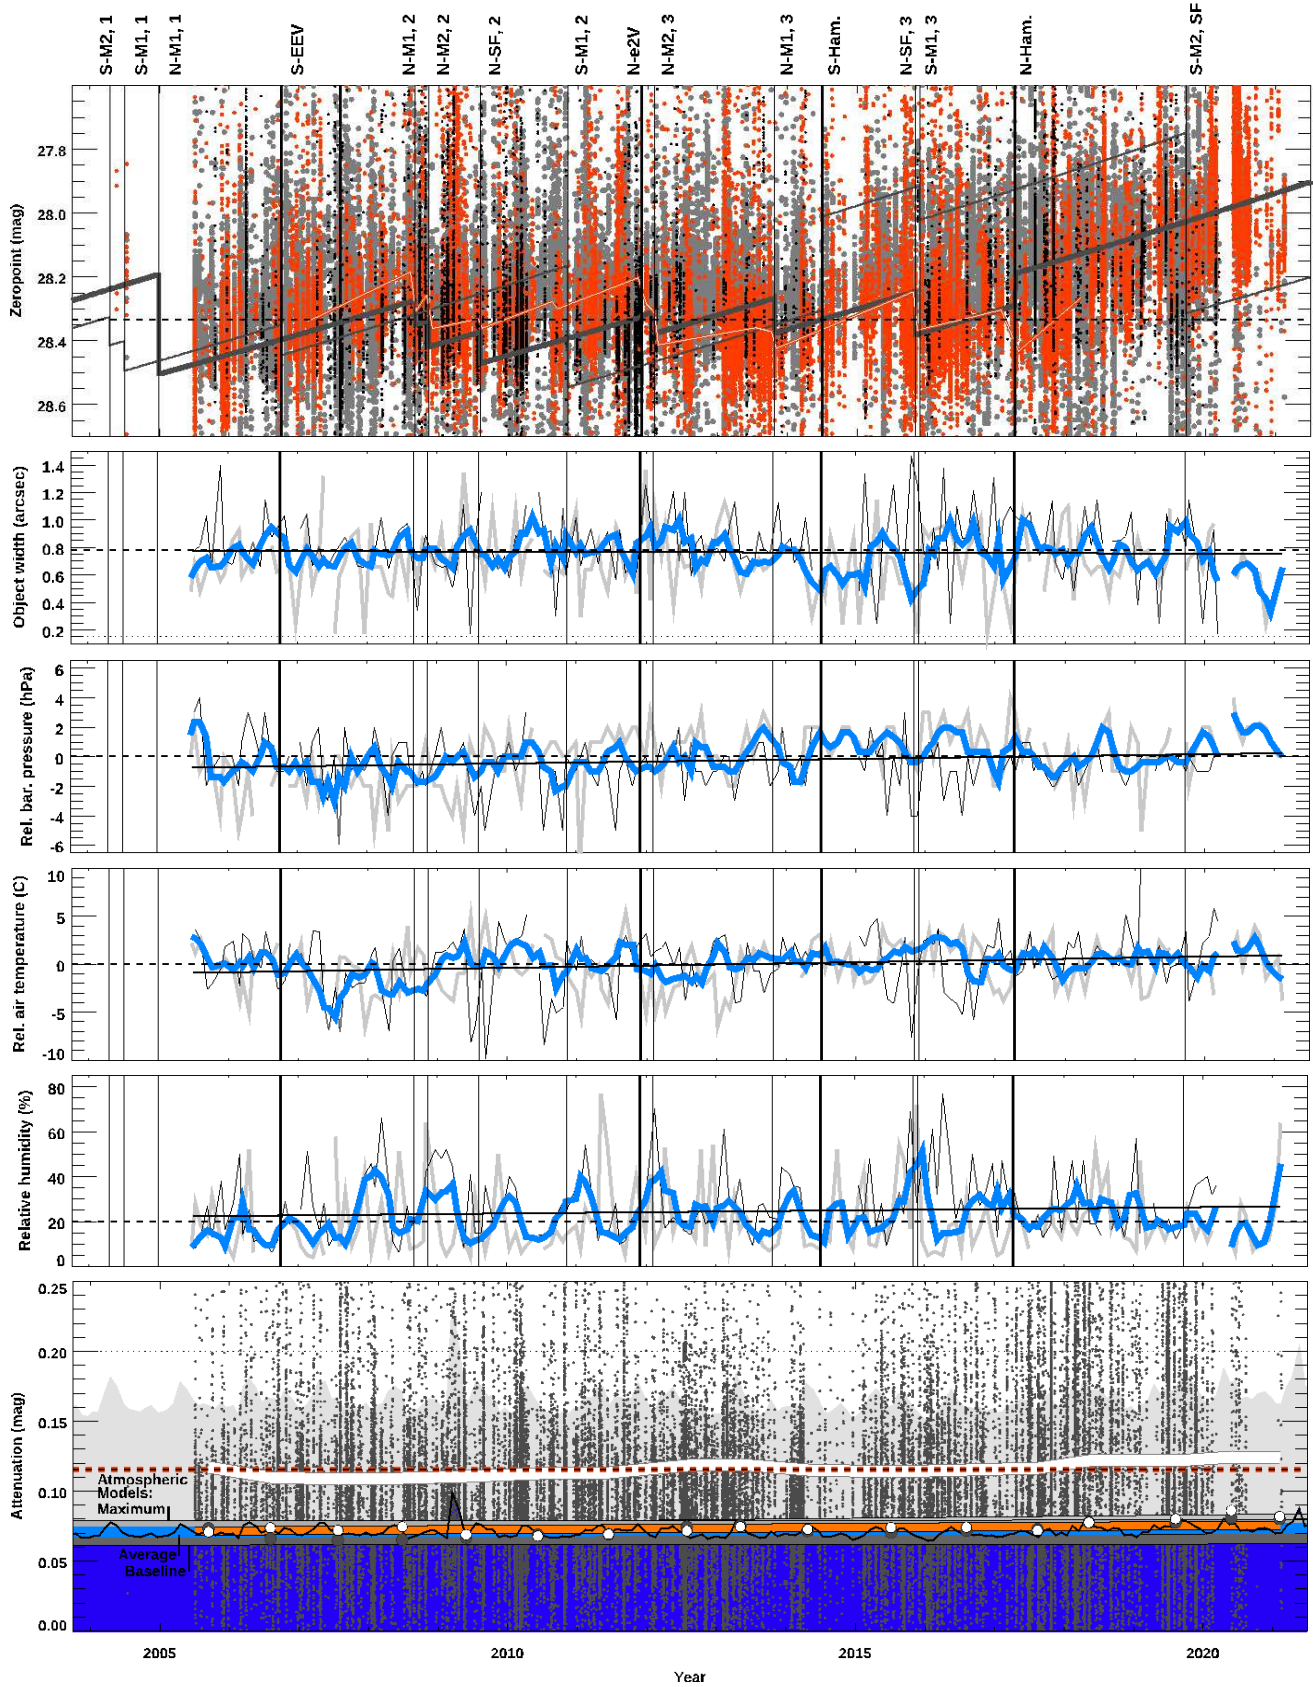 S-M2, 1
S-M1, 1
N-M1, 1
S-EEV
N-M1, 2
N-M2, 2
N-SF, 2
S-M1, 2
N-e2V
N-M2, 3
N-M1, 3
S-Ham.
N-SF, 3
S-M1, 3
N-Ham.
S-M2, SF
Zeropoint (mag)
27.8
28.0
28.2
28.4
28.6
Object width (arcsec)
1.4
1.2
1.0
0.8
0.6
0.4
0.2
Rel. bar. pressure (hPa)
6
4
2
0
-2
-4
-6
Rel. air temperature (C)
10
5
0
-5
-10
Relative humidity (%)
80
60
40
20
0
Attenuation (mag)
0.25
0.20
0.15
0.10
0.05
0.00
Atmospheric
Models:
Maximum
Average
Baseline
2005
2010
2015
2020
Year